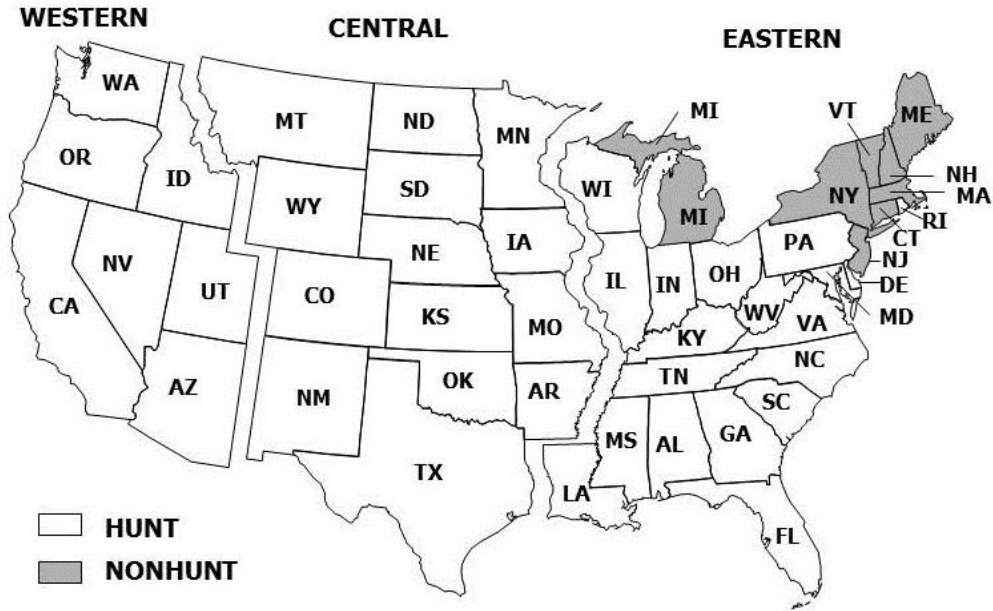 WESTERN
CENTRAL
EASTERN
WA
MT
ND
MN
MI
VT
ME
OR
ID
SD
WI
MI
NY
NH
MA
WY
RI
CT
NV
NE
IA
PA
NJ
CA
UT
CO
IL
IN
OH
DE
KS
MO
WV
VA
MD
KY
AZ
NM
OK
AR
TN
NC
SC
TX
MS
AL
GA
LA
FL
HUNT
NONHUNT